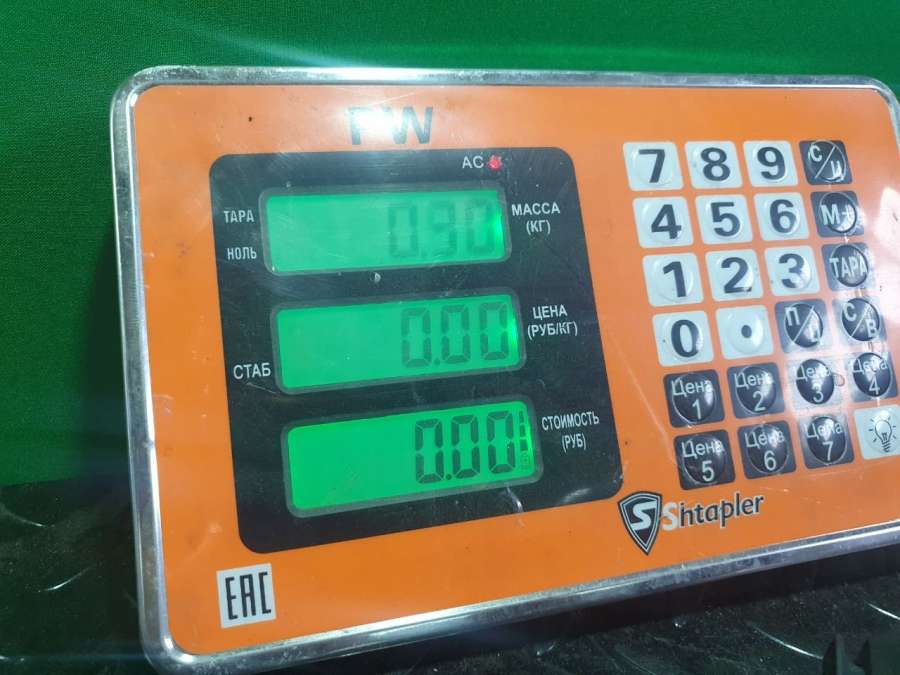 PW
AC
ТАРА
НОЛЬ
0.90
МАССА
(КГ)
0.00
ЦЕНА
(РУБ/КГ)
СТАБ
0.00
СТОИМОСТЬ
(РУБ)
7 8 9 С/И
4 5 6 М+
1 2 3 ТАРА
0 .
Цена 1 Цена 2 Цена 3 Цена 4
Цена 5 Цена 6 Цена 7
S Shtapler
EAC